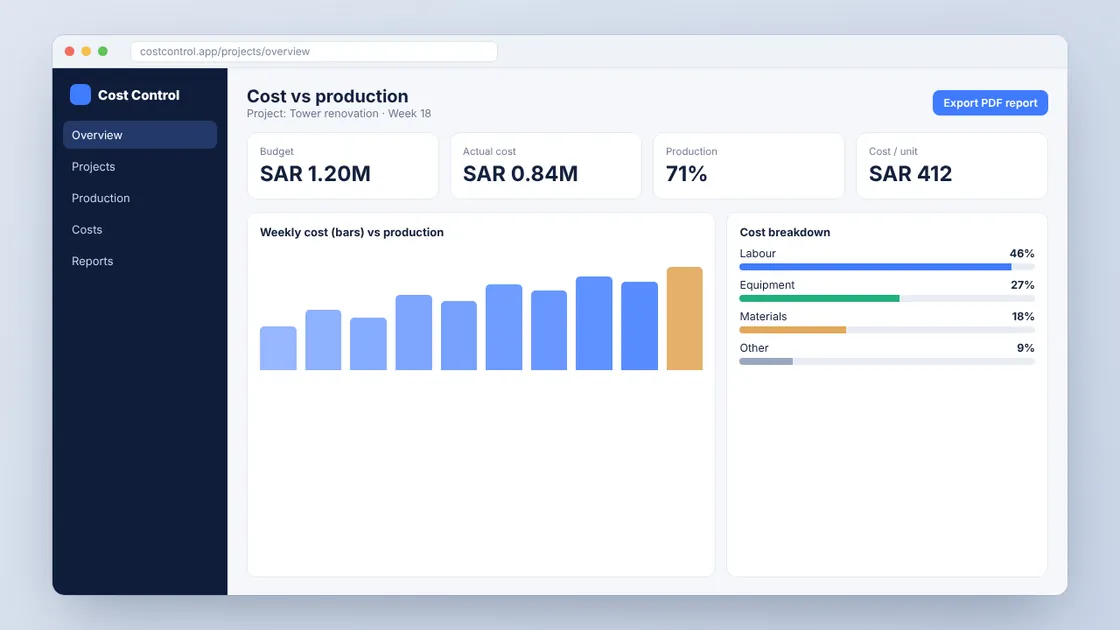 costcontrol.app/projects/overview
Cost Control
Overview
Projects
Production
Costs
Reports
Cost vs production
Project: Tower renovation · Week 18
Export PDF report
Budget
SAR 1.20M
Actual cost
SAR 0.84M
Production
71%
Cost / unit
SAR 412
Weekly cost (bars) vs production
Cost breakdown
Labour 46%
Equipment 27%
Materials 18%
Other 9%